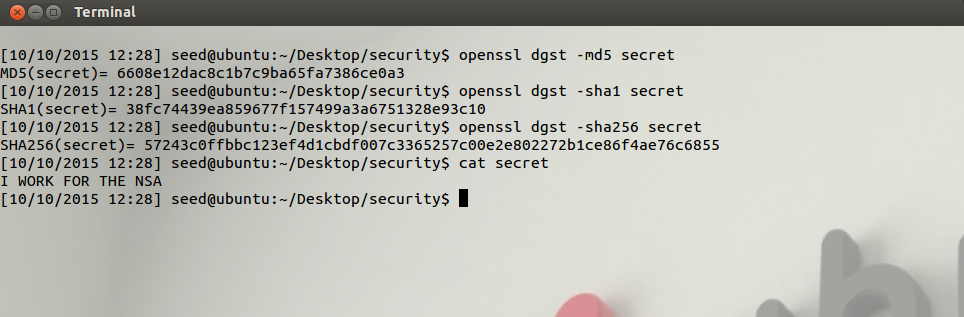 Terminal
[10/10/2015 12:28] seed@ubuntu:~/Desktop/security$ openssl dgst -md5 secret
MD5(secret)= 6608e12dac8c1b7c9ba65fa7386ce0a3
[10/10/2015 12:28] seed@ubuntu:~/Desktop/security$ openssl dgst -sha1 secret
SHA1(secret)= 38fc74439ea859677f157499a3a6751328e93c10
[10/10/2015 12:28] seed@ubuntu:~/Desktop/security$ openssl dgst -sha256 secret
SHA256(secret)= 57243c0ffbbc123ef4d1cbdf007c3365257c00e2e802272b1ce86f4ae76c6855
[10/10/2015 12:28] seed@ubuntu:~/Desktop/security$ cat secret
I WORK FOR THE NSA
[10/10/2015 12:28] seed@ubuntu:~/Desktop/security$